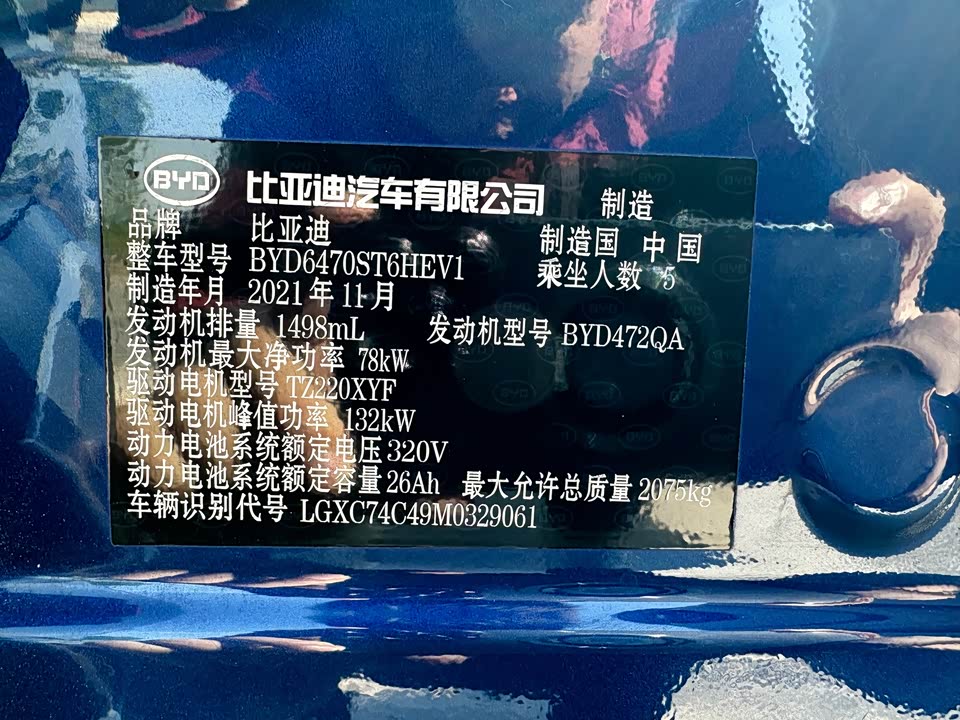 BYD 比亚迪汽车有限公司 制造
品牌 比亚迪 制造国 中国
整车型号 BYD6470ST6HEV1 乘坐人数 5
制造年月 2021年11月
发动机排量 1498mL 发动机型号 BYD472QA
发动机最大净功率 78kW
驱动电机型号 TZ220XYF
驱动电机峰值功率 132kW
动力电池系统额定电压 320V
动力电池系统额定容量 26Ah 最大允许总质量 2075kg
车辆识别代号 LGXC74C49M0329061